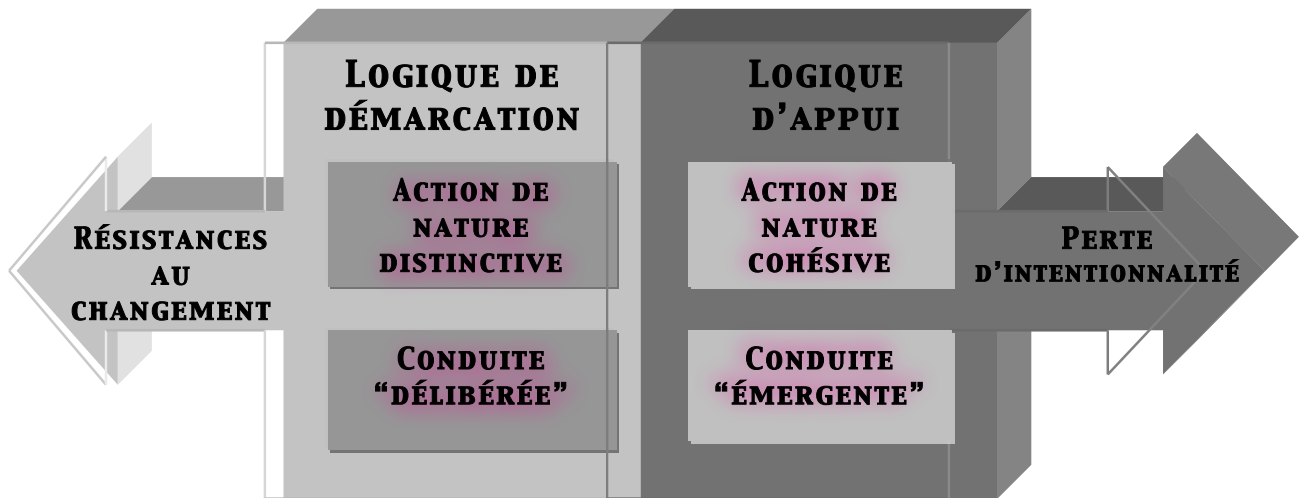 Logique de
démarcation
Logique
d'appui
Action de
nature
distinctive
Action de
nature
cohésive
Résistances
au
changement
Perte
d'intentionnalité
Conduite
“délibérée”
Conduite
“émergente”